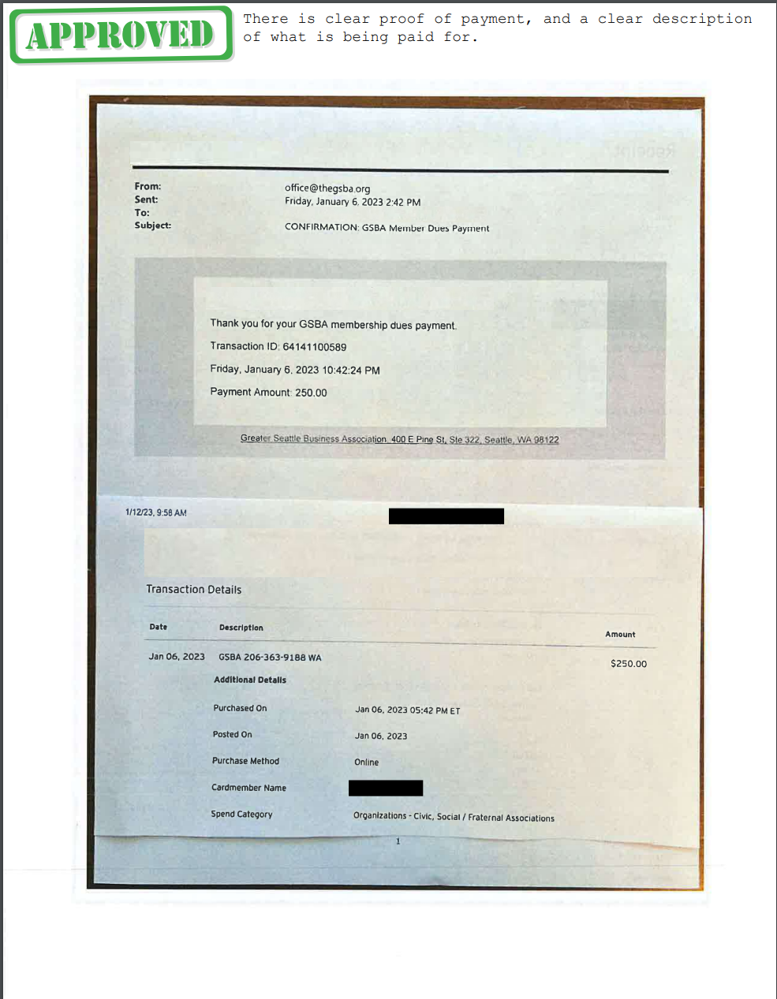 APPROVED
There is clear proof of payment, and a clear description
of what is being paid for.
Receipt
From:
office@thegsba.org
Sent:
Friday, January 6, 2023 2:42 PM
To:
Subject:
CONFIRMATION: GSBA Member Dues Payment
Thank you for your GSBA membership dues payment.
Transaction ID: 64141100589
Friday, January 6, 2023 10:42:24 PM
Payment Amount: 250.00
Greater Seattle Business Association, 400 E Pine St, Ste 322, Seattle, WA 98122
1/12/23, 9:58 AM
Transaction Details
Date Description Amount
Jan 06, 2023 GSBA 206-363-9188 WA $250.00
Additional Details
Purchased On Jan 06, 2023 05:42 PM ET
Posted On Jan 06, 2023
Purchase Method Online
Cardmember Name
Spend Category Organizations - Civic, Social / Fraternal Associations
1